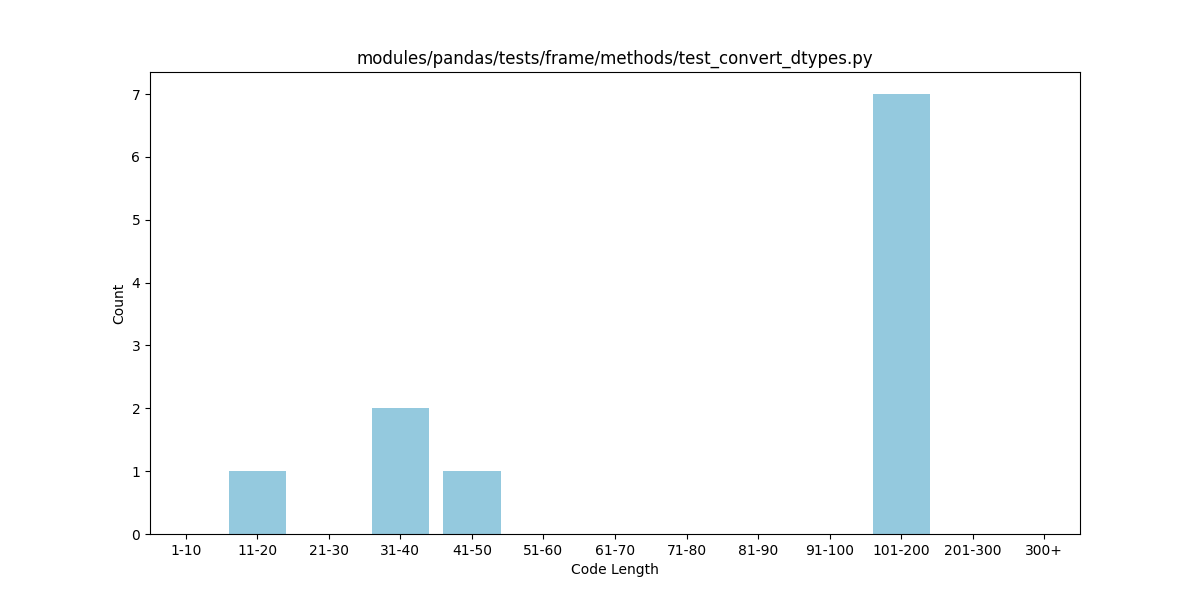 modules/pandas/tests/frame/methods/test_convert_dtypes.py
7
6
5
4
3
2
1
0
Count
1-10 11-20 21-30 31-40 41-50 51-60 61-70 71-80 81-90 91-100 101-200 201-300 300+
Code Length